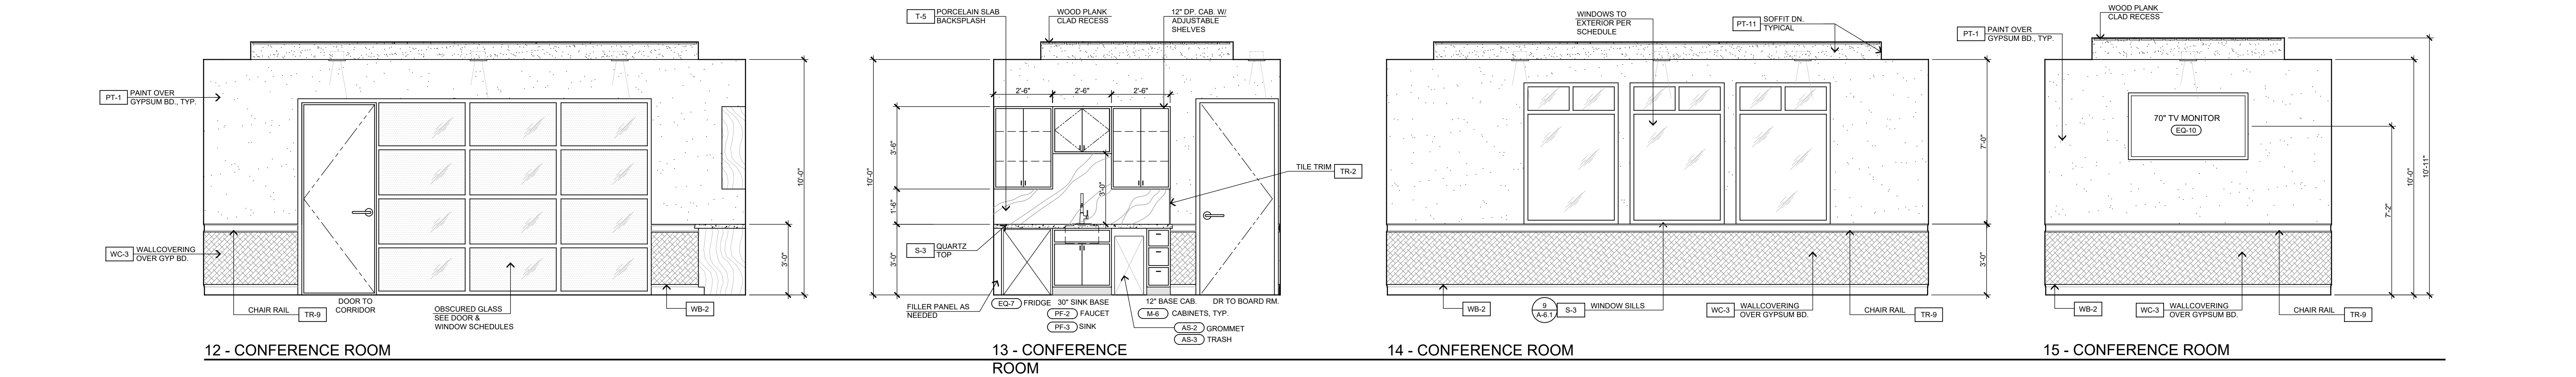 PT-1
PAINT OVER
GYPSUM BD., TYP.
WC-3
WALLCOVERING
OVER GYP BD.
CHAIR RAIL
TR-9
DOOR TO
CORRIDOR
OBSCURED GLASS
SEE DOOR &
WINDOW SCHEDULES
WB-2
10'-0"
3'-0"
12 - CONFERENCE ROOM
T-5
PORCELAIN SLAB
BACKSPLASH
WOOD PLANK
CLAD RECESS
12" DP. CAB. W/
ADJUSTABLE
SHELVES
2'-6"
2'-6"
2'-6"
10'-0"
3'-6"
1'-6"
3'-0"
3'-0"
TILE TRIM
TR-2
S-3
QUARTZ
TOP
FILLER PANEL AS
NEEDED
EQ-7
FRIDGE
30" SINK BASE
PF-2
FAUCET
PF-3
SINK
12" BASE CAB.
M-6
CABINETS, TYP.
AS-2
GROMMET
AS-3
TRASH
DR TO BOARD RM.
13 - CONFERENCE
ROOM
WINDOWS TO
EXTERIOR PER
SCHEDULE
PT-11
SOFFIT DN.
TYPICAL
7'-0"
3'-0"
WB-2
9
A-6.1
S-3
WINDOW SILLS
WC-3
WALLCOVERING
OVER GYPSUM BD.
CHAIR RAIL
TR-9
14 - CONFERENCE ROOM
PT-1
PAINT OVER
GYPSUM BD., TYP.
WOOD PLANK
CLAD RECESS
70" TV MONITOR
EQ-10
7'-2"
10'-0"
10'-11"
WB-2
WC-3
WALLCOVERING
OVER GYPSUM BD.
CHAIR RAIL
TR-9
15 - CONFERENCE ROOM